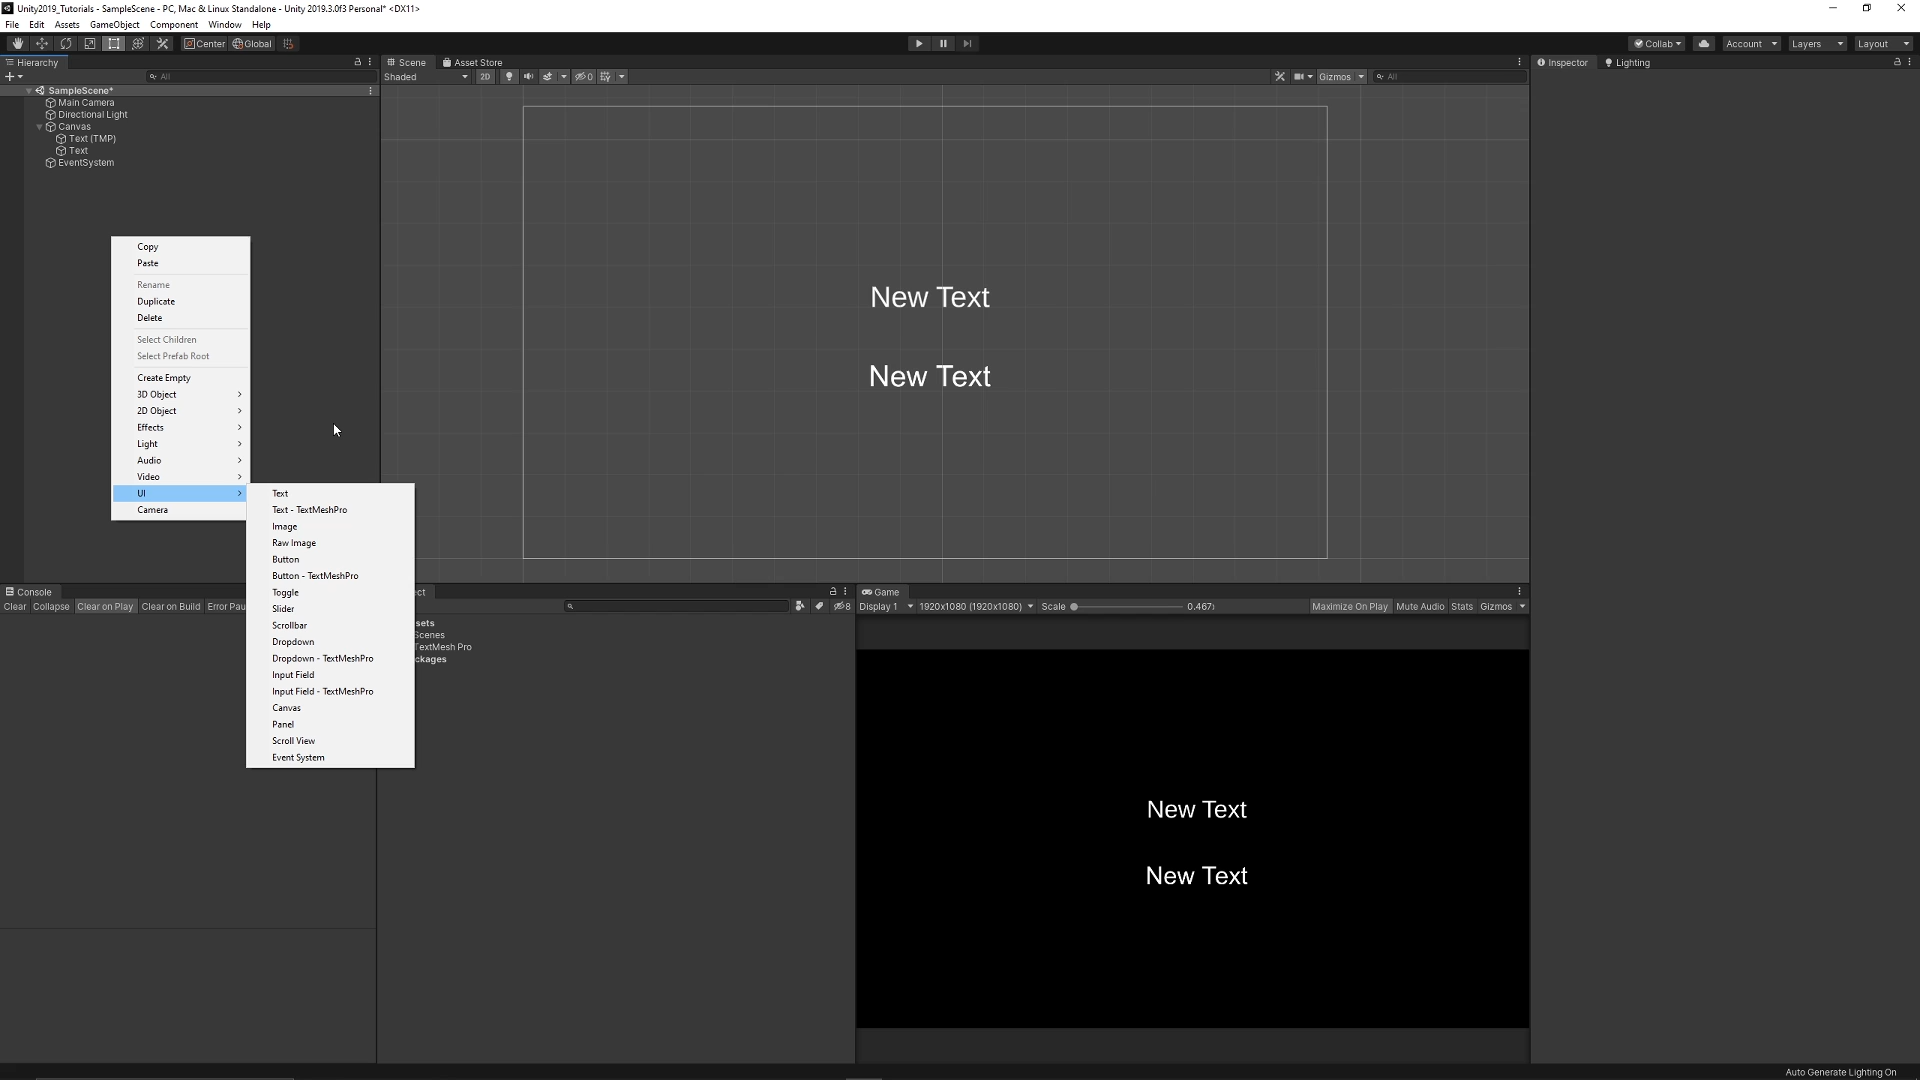 Unity2019_Tutorials - SampleScene - PC, Mac & Linux Standalone - Unity 2019.3.0f3 Personal* <DX11>
File Edit Assets GameObject Component Window Help
Center Global Collab Account Layers Layout
Hierarchy
All
SampleScene*
Main Camera
Directional Light
Canvas
Text (TMP)
Text
EventSystem
Copy
Paste
Rename
Duplicate
Delete
Select Children
Select Prefab Root
Create Empty
3D Object
2D Object
Effects
Light
Audio
Video
UI
Camera
Text
Text - TextMeshPro
Image
Raw Image
Button
Button - TextMeshPro
Toggle
Slider
Scrollbar
Dropdown
Dropdown - TextMeshPro
Input Field
Input Field - TextMeshPro
Canvas
Panel
Scroll View
Event System
Scene Asset Store
Shaded 2D 0 Gizmos All
New Text
New Text
Inspector Lighting
Console
Clear Collapse Clear on Play Clear on Build Error Pau
ect
8
sets
Scenes
TextMesh Pro
ckages
Game
Display 1 1920x1080 (1920x1080) Scale 0.467 Maximize On Play Mute Audio Stats Gizmos
New Text
New Text
Auto Generate Lighting On